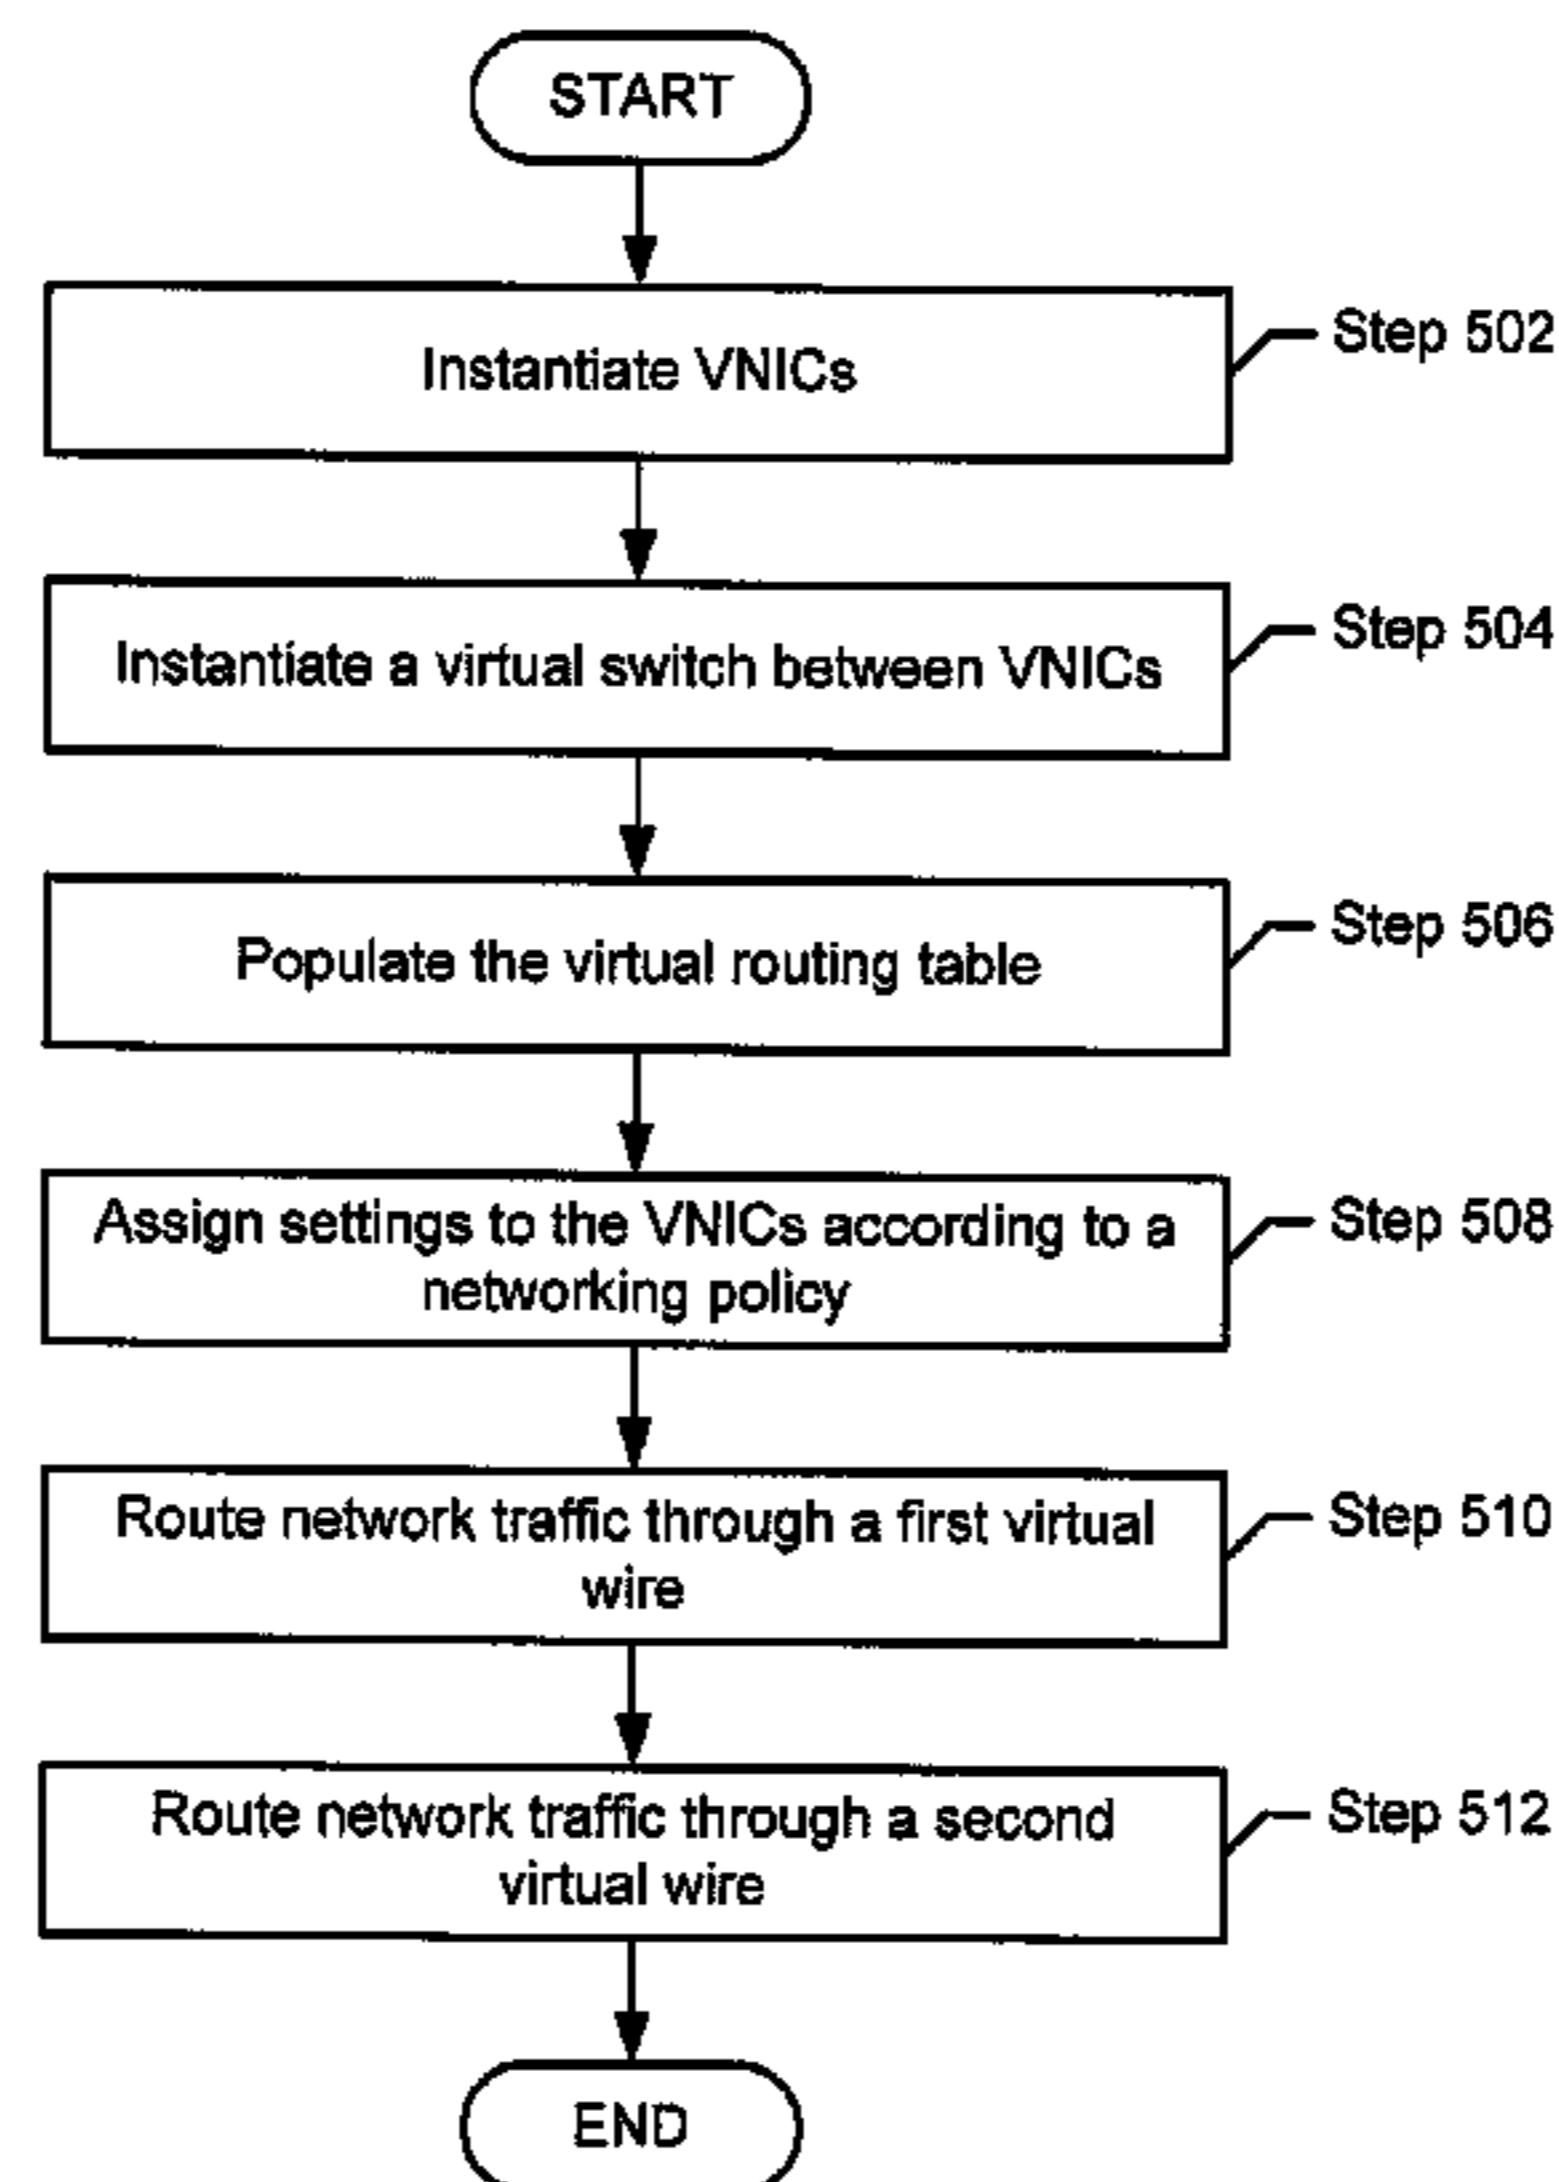 START
Instantiate VNICs
Step 502
Instantiate a virtual switch between VNICs
Step 504
Populate the virtual routing table
Step 506
Assign settings to the VNICs according to a
networking policy
Step 508
Route network traffic through a first virtual
wire
Step 510
Route network traffic through a second
virtual wire
Step 512
END